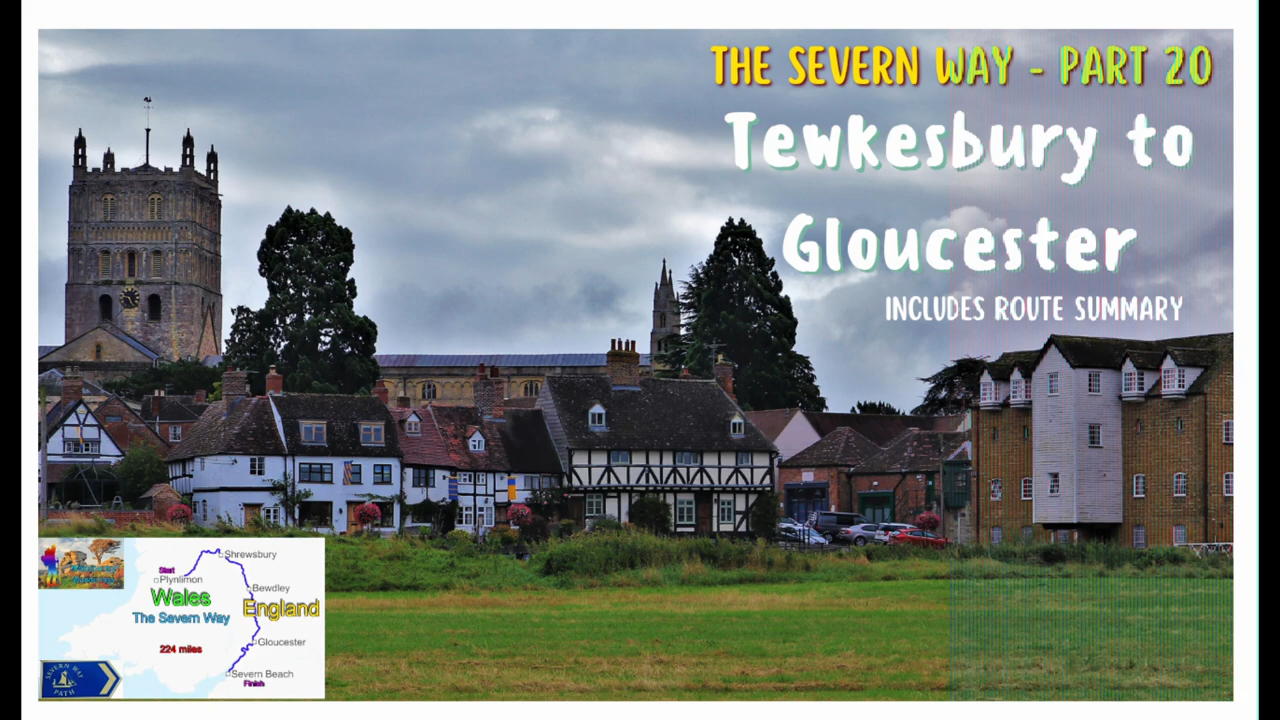 THE SEVERN WAY - PART 20
Tewkesbury to
Gloucester
INCLUDES ROUTE SUMMARY
Shrewsbury
Start
Plynlimon
Bewdley
Wales
England
The Severn Way
Gloucester
224 miles
Severn Beach
Finish
SEVERN WAY
PATH